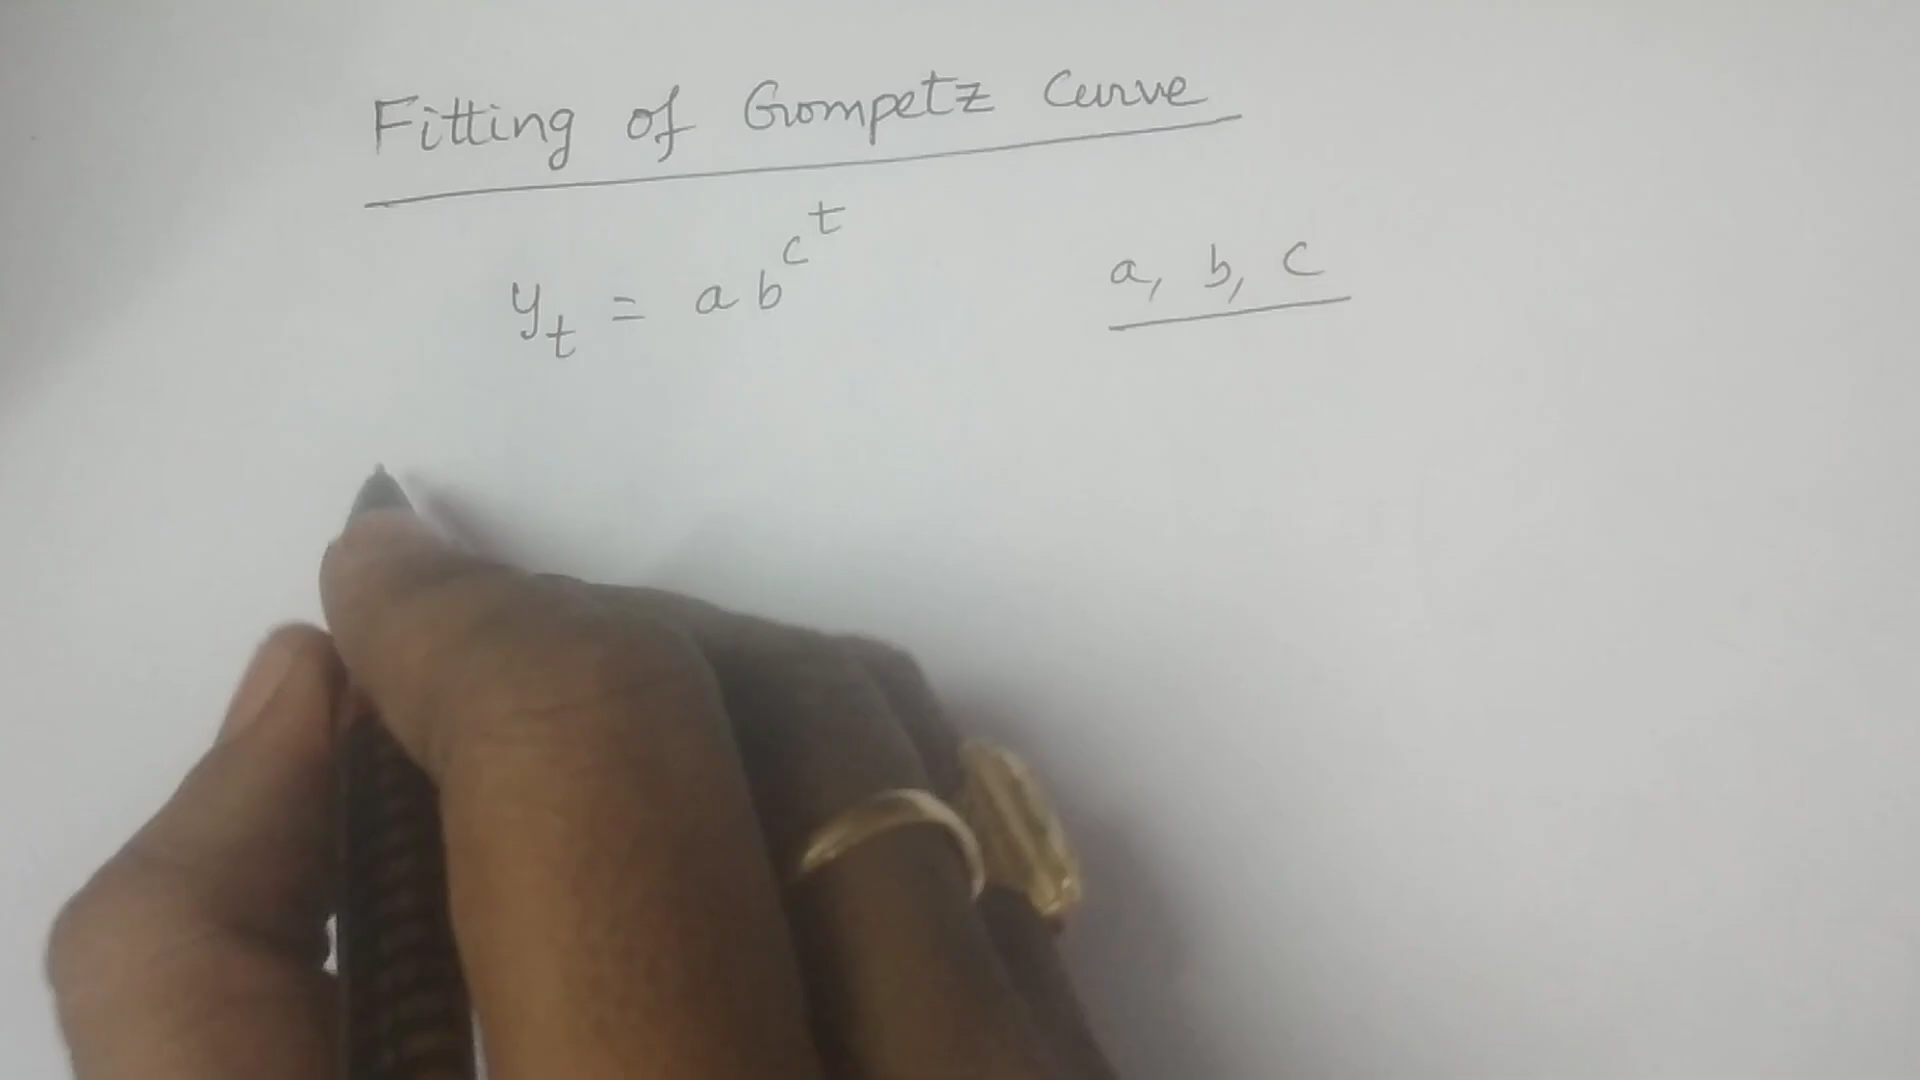 Fitting of Gompetz Curve
y_t = a b^{c^t}
a, b, c